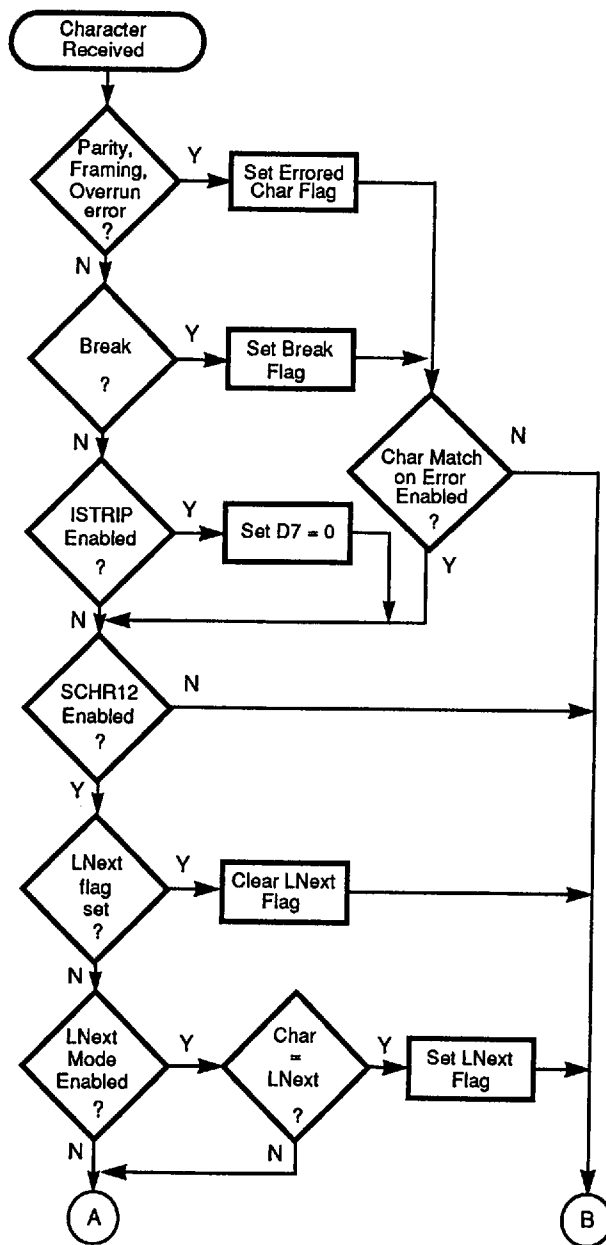 Character
Received
Parity,
Framing,
Overrun
error
?
Y
Set Errored
Char Flag
N
Break
?
Y
Set Break
Flag
N
Char Match
on Error
Enabled
?
N
Y
ISTRIP
Enabled
?
Y
Set D7 = 0
N
SCHR12
Enabled
?
N
Y
LNext
flag
set
?
Y
Clear LNext
Flag
N
LNext
Mode
Enabled
?
Y
Char
=
LNext
?
Y
Set LNext
Flag
N
N
A
B